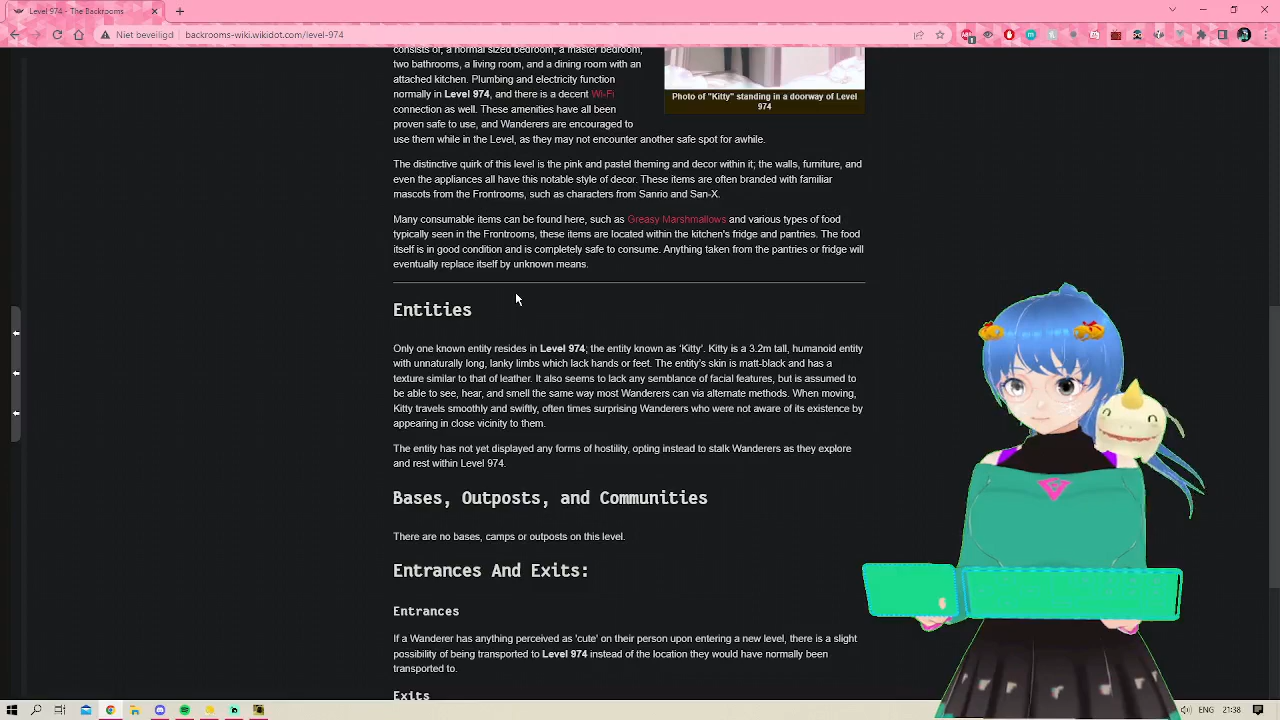 Level 974 - The Backrooms
Niet beveiligd
backrooms-wiki.wikidot.com/level-974
consists of; a normal sized bedroom, a master bedroom,
two bathrooms, a living room, and a dining room with an
attached kitchen. Plumbing and electricity function
normally in Level 974, and there is a decent Wi-Fi
connection as well. These amenities have all been
proven safe to use, and Wanderers are encouraged to
use them while in the Level, as they may not encounter another safe spot for awhile.
Photo of "Kitty" standing in a doorway of Level
974
The distinctive quirk of this level is the pink and pastel theming and decor within it; the walls, furniture, and
even the appliances all have this notable style of decor. These items are often branded with familiar
mascots from the Frontrooms, such as characters from Sanrio and San-X.
Many consumable items can be found here, such as Greasy Marshmallows and various types of food
typically seen in the Frontrooms, these items are located within the kitchen's fridge and pantries. The food
itself is in good condition and is completely safe to consume. Anything taken from the pantries or fridge will
eventually replace itself by unknown means.
Entities
Only one known entity resides in Level 974; the entity known as 'Kitty'. Kitty is a 3.2m tall, humanoid entity
with unnaturally long, lanky limbs which lack hands or feet. The entity's skin is matt-black and has a
texture similar to that of leather. It also seems to lack any semblance of facial features, but is assumed to
be able to see, hear, and smell the same way most Wanderers can via alternate methods. When moving,
Kitty travels smoothly and swiftly, often times surprising Wanderers who were not aware of its existence by
appearing in close vicinity to them.
The entity has not yet displayed any forms of hostility, opting instead to stalk Wanderers as they explore
and rest within Level 974.
Bases, Outposts, and Communities
There are no bases, camps or outposts on this level.
Entrances And Exits:
Entrances
If a Wanderer has anything perceived as 'cute' on their person upon entering a new level, there is a slight
possibility of being transported to Level 974 instead of the location they would have normally been
transported to.
Exits
ENG
21:38